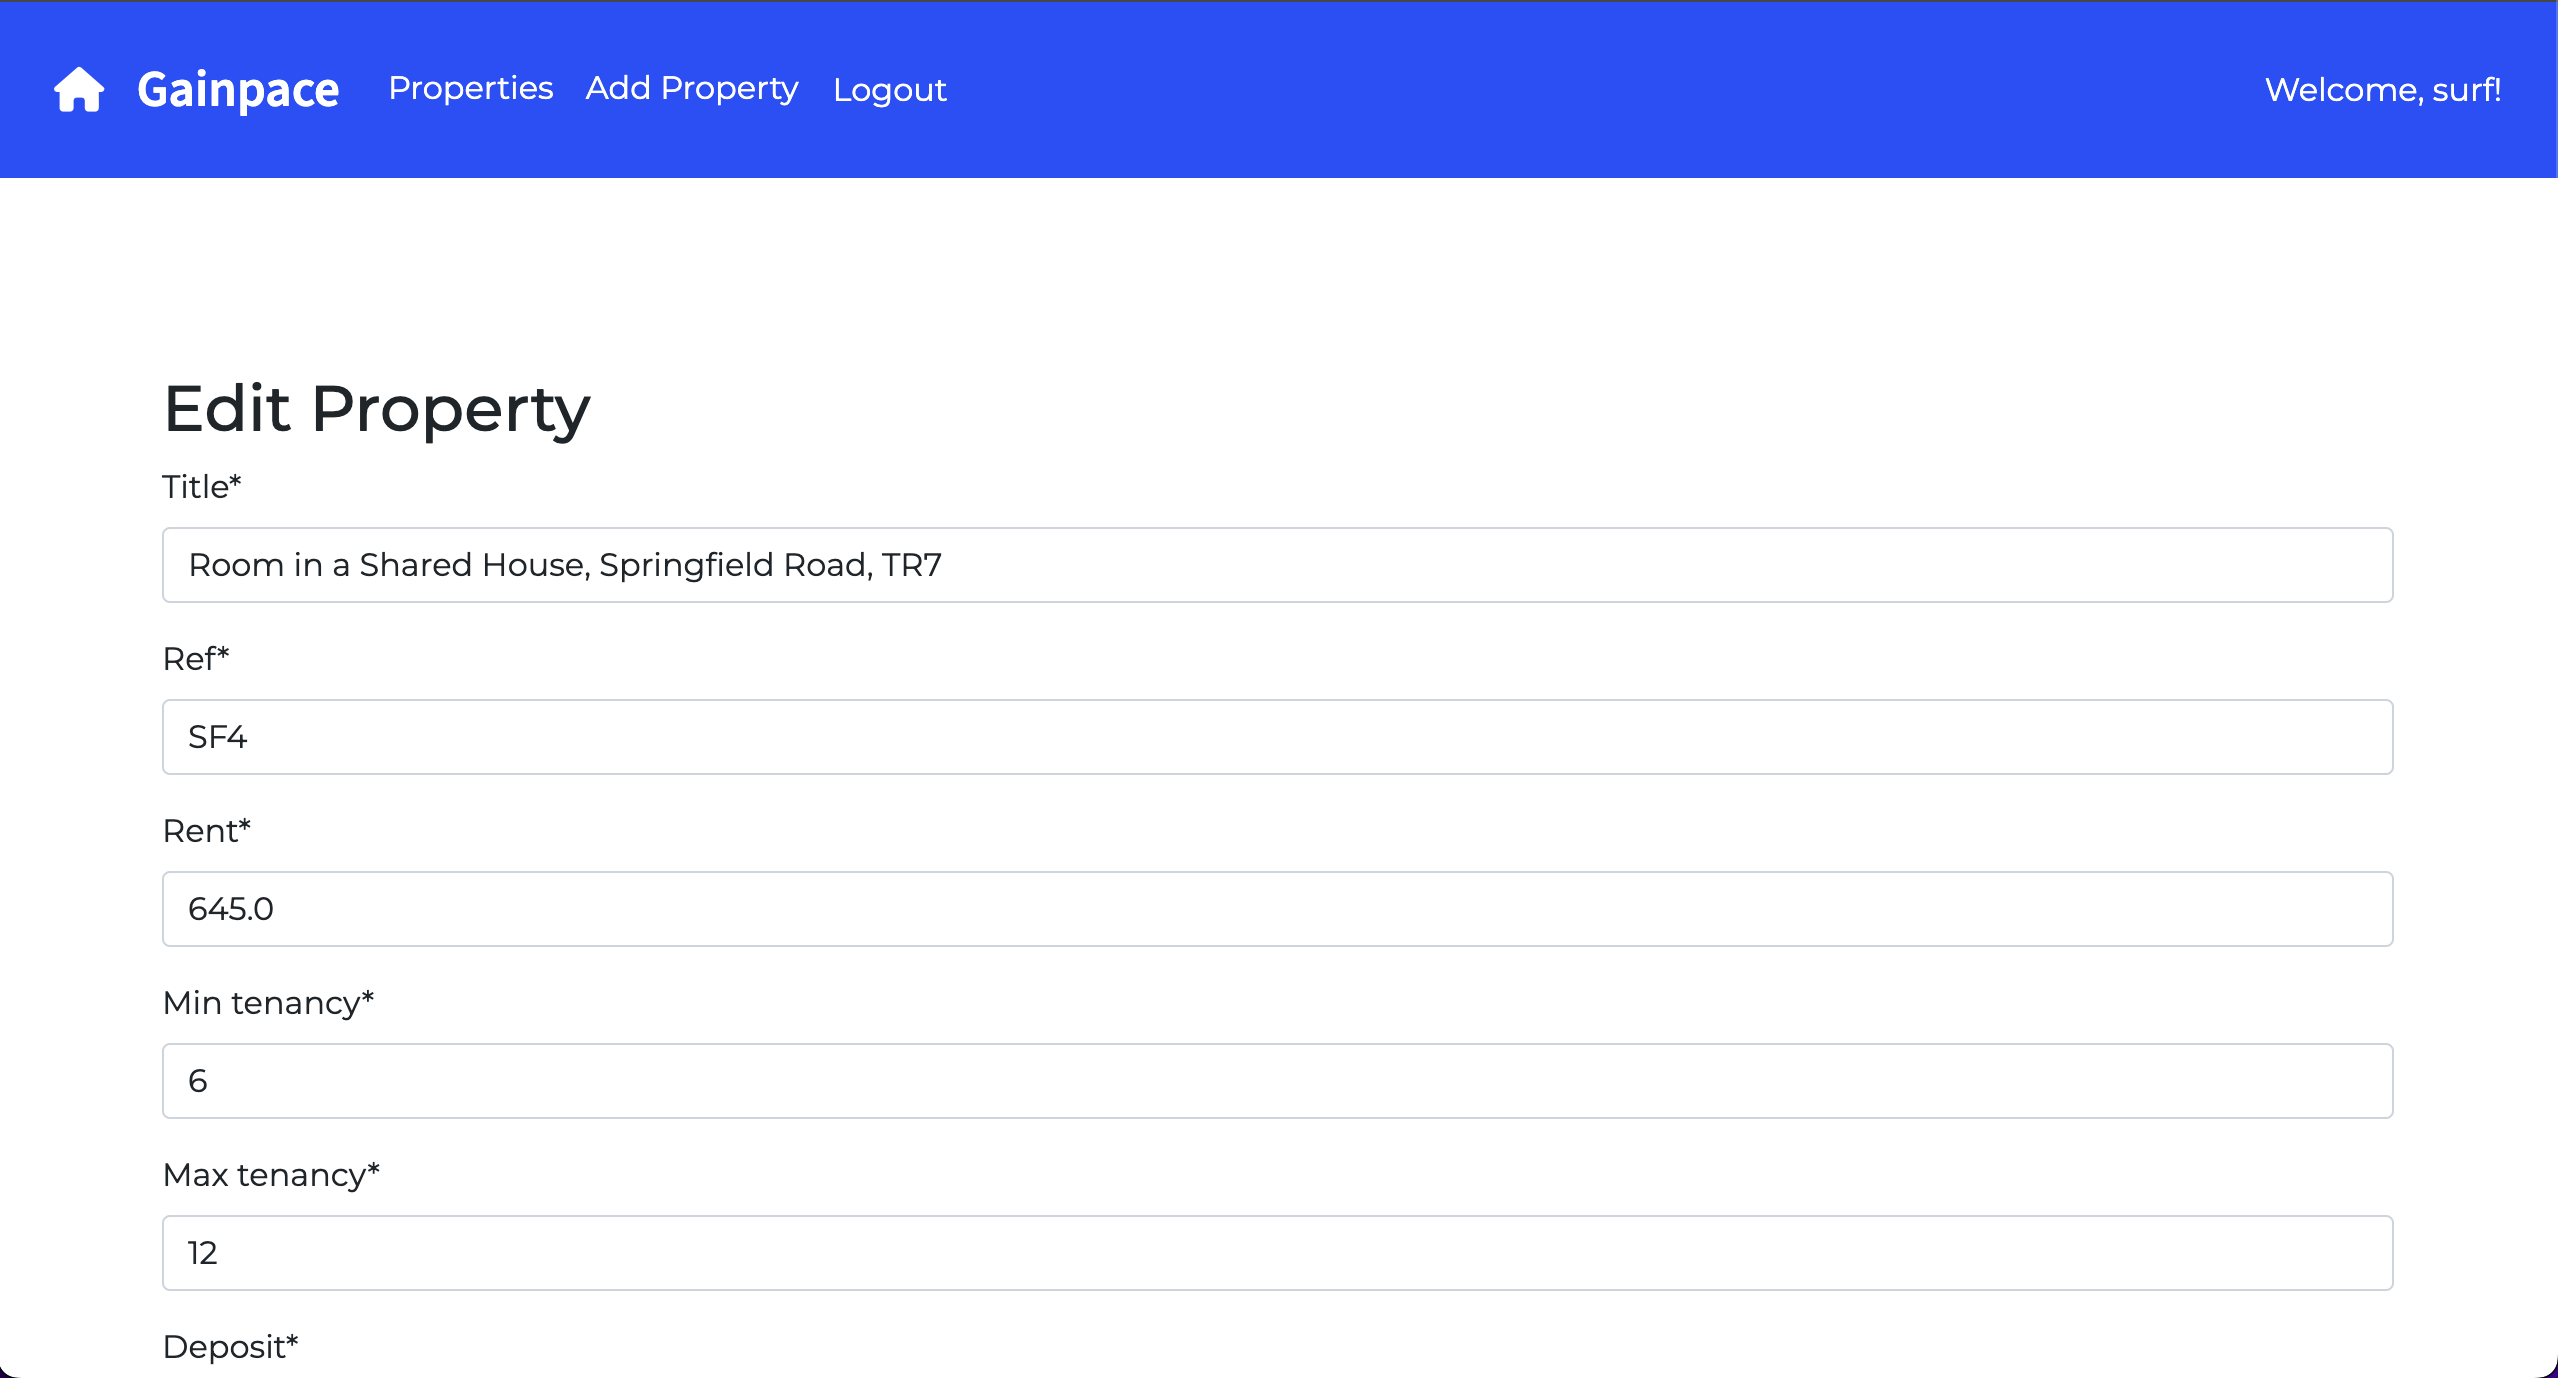 Gainpace Properties Add Property Logout Welcome, surf!
Edit Property
Title*
Room in a Shared House, Springfield Road, TR7
Ref*
SF4
Rent*
645.0
Min tenancy*
6
Max tenancy*
12
Deposit*